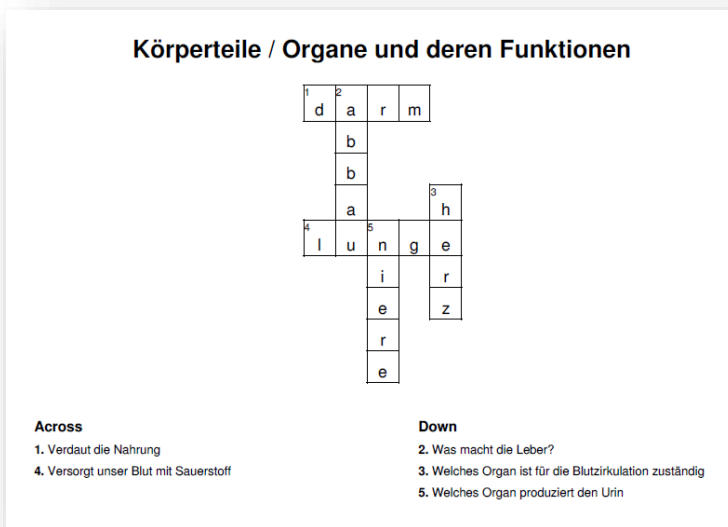 Körperteile / Organe und deren Funktionen
1 2
d a r m
b
b
3
a h
4 5
l u n g e
i r
e z
r
e
Across
1. Verdaut die Nahrung
4. Versorgt unser Blut mit Sauerstoff
Down
2. Was macht die Leber?
3. Welches Organ ist für die Blutzirkulation zuständig
5. Welches Organ produziert den Urin